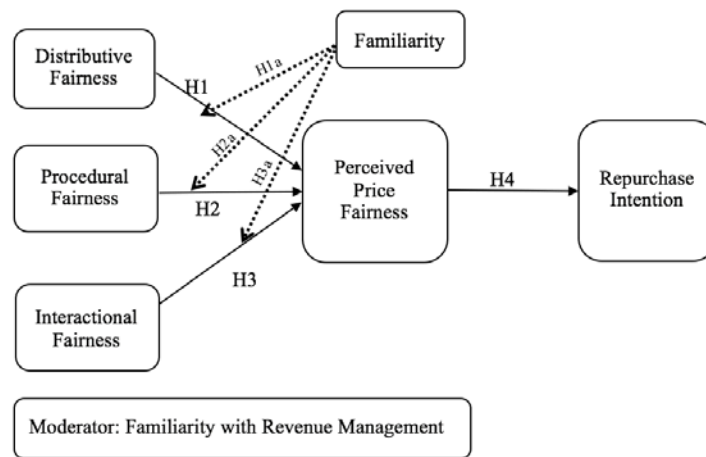 Distributive
Fairness
Familiarity
H1a
H1
H2a
H3a
Procedural
Fairness
H2
Perceived
Price
Fairness
H4
Repurchase
Intention
H3
Interactional
Fairness
Moderator: Familiarity with Revenue Management